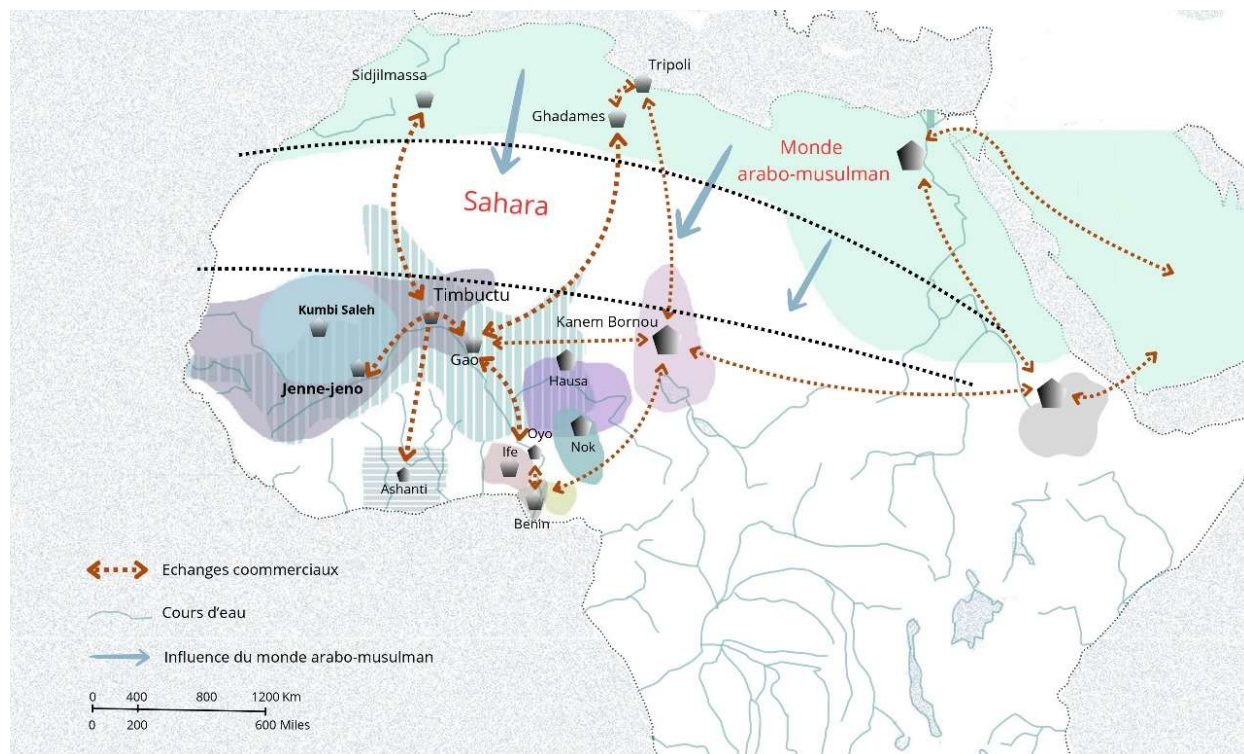 Tripoli
Sidjilmassa
Ghadames
Monde
arabo-musulman
Sahara
Timbuctu
Kumbi Saleh
Kanem Bornou
Gao
Jenne-jeno
Hausa
Oyo
Ife
Nok
Ashanti
Benin
Echanges coommerciaux
Cours d'eau
Influence du monde arabo-musulman
0 400 800 1200 Km
0 200 600 Miles